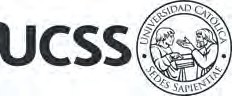 UCSS
UNIVERSIDAD CATÓLICA
SEDES SAPIENTIAE